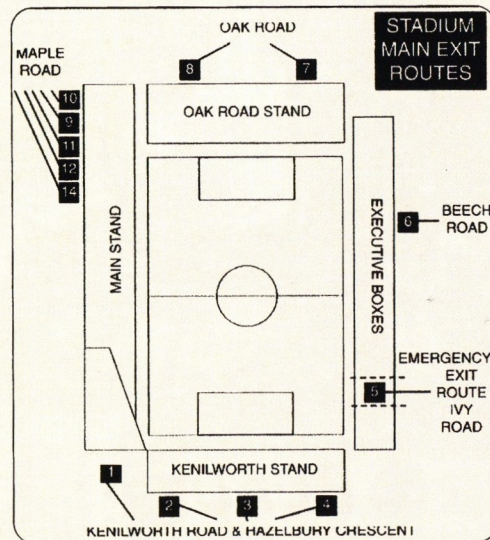 OAK ROAD
STADIUM
MAIN EXIT
ROUTES
MAPLE
ROAD
8
7
10
9
11
12
14
OAK ROAD STAND
MAIN STAND
EXECUTIVE BOXES
6
BEECH
ROAD
EMERGENCY
EXIT
ROUTE
IVY
ROAD
5
1
KENILWORTH STAND
2
3
4
KENILWORTH ROAD & HAZELBURY CRESCENT